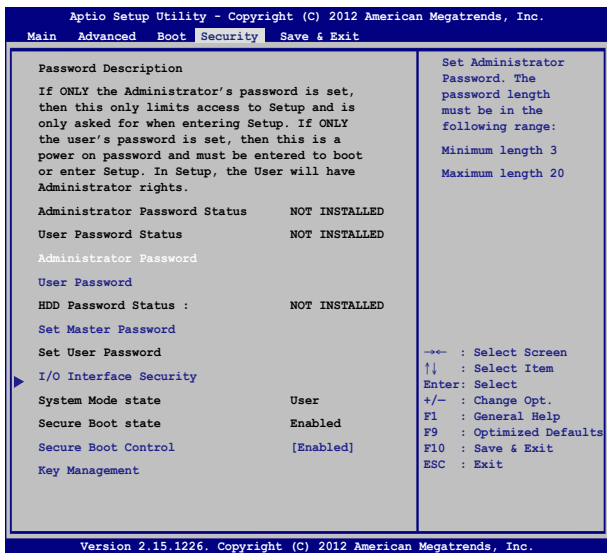 Aptio Setup Utility - Copyright (C) 2012 American Megatrends, Inc.
Main Advanced Boot Security Save & Exit
Password Description
If ONLY the Administrator's password is set,
then this only limits access to Setup and is
only asked for when entering Setup. If ONLY
the user's password is set, then this is a
power on password and must be entered to boot
or enter Setup. In Setup, the User will have
Administrator rights.
Administrator Password Status NOT INSTALLED
User Password Status NOT INSTALLED
Administrator Password
User Password
HDD Password Status : NOT INSTALLED
Set Master Password
Set User Password
I/O Interface Security
System Mode state User
Secure Boot state Enabled
Secure Boot Control [Enabled]
Key Management
Set Administrator
Password. The
password length
must be in the
following range:
Minimum length 3
Maximum length 20
→← : Select Screen
↑↓ : Select Item
Enter: Select
+/— : Change Opt.
F1 : General Help
F9 : Optimized Defaults
F10 : Save & Exit
ESC : Exit
Version 2.15.1226. Copyright (C) 2012 American Megatrends, Inc.